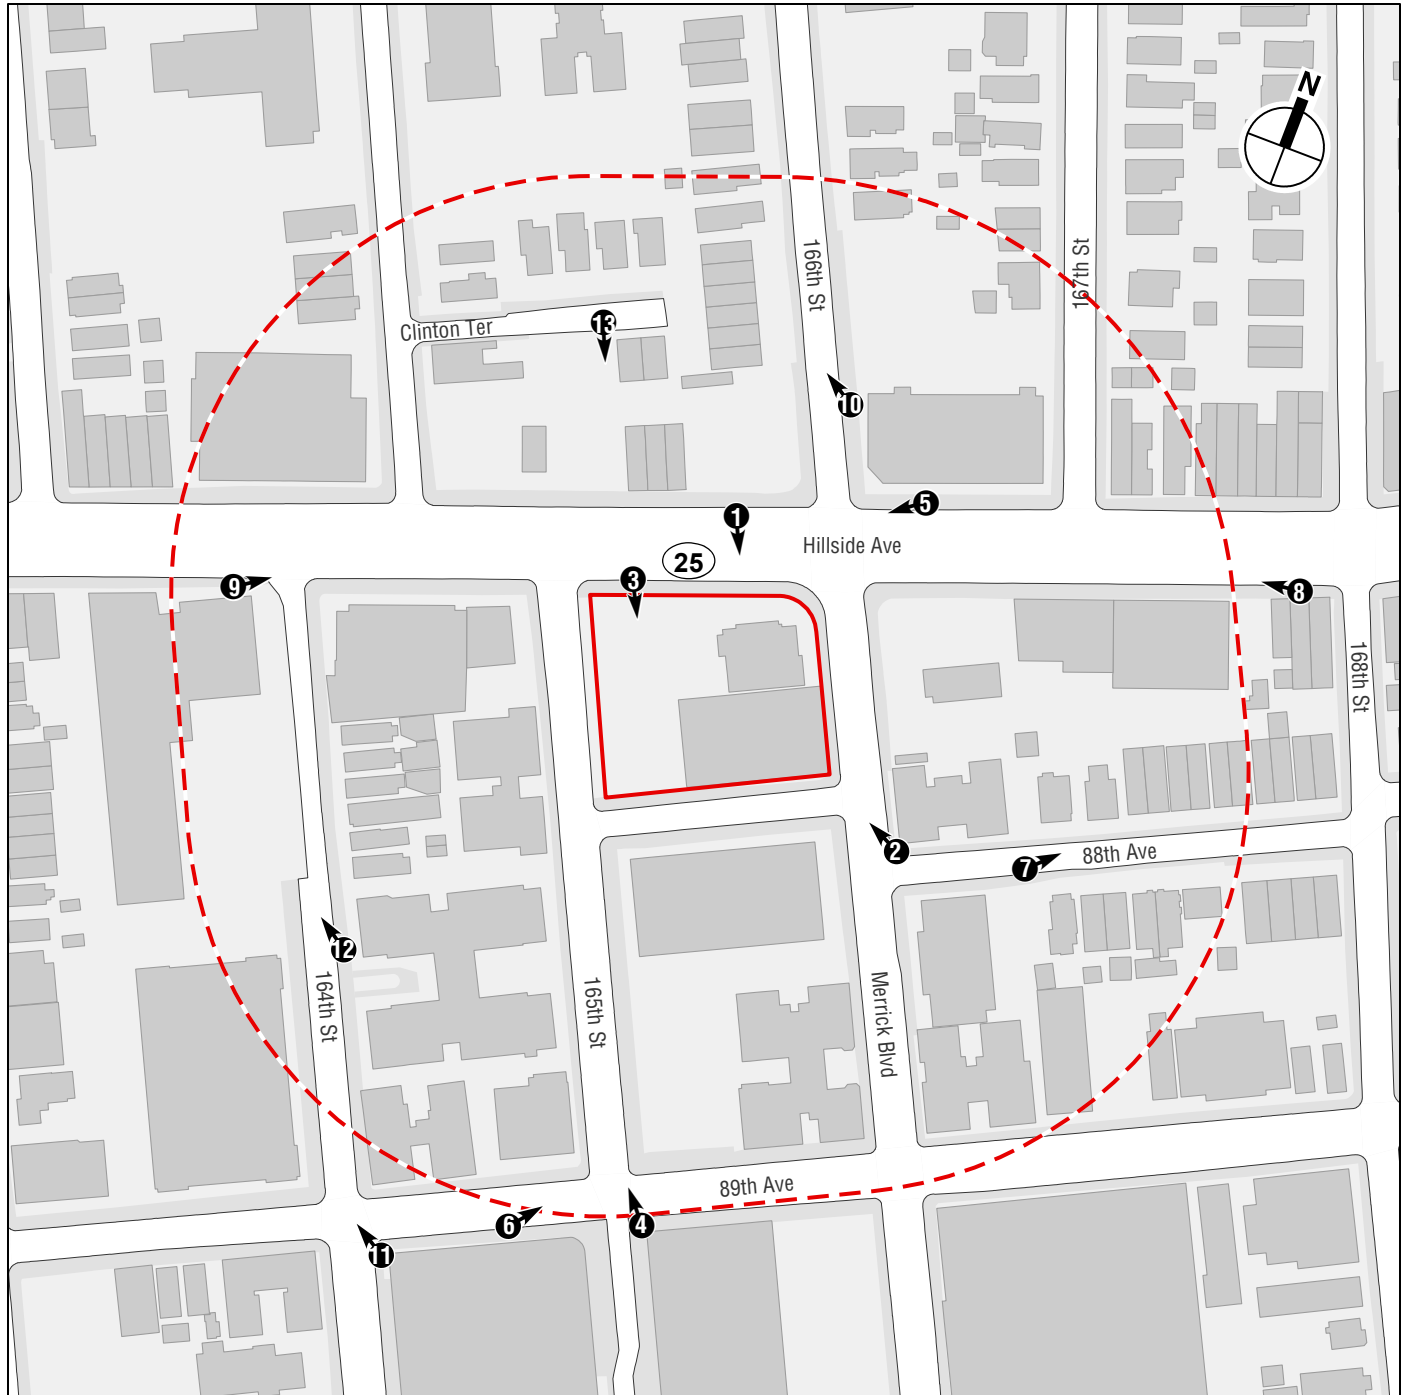 N
166th St
167th St
Clinton Ter
13
10
5
1
Hillside Ave
25
3
9
8
168th St
2
7
88th Ave
12
164th St
165th St
Merrick Blvd
89th Ave
6
4
11